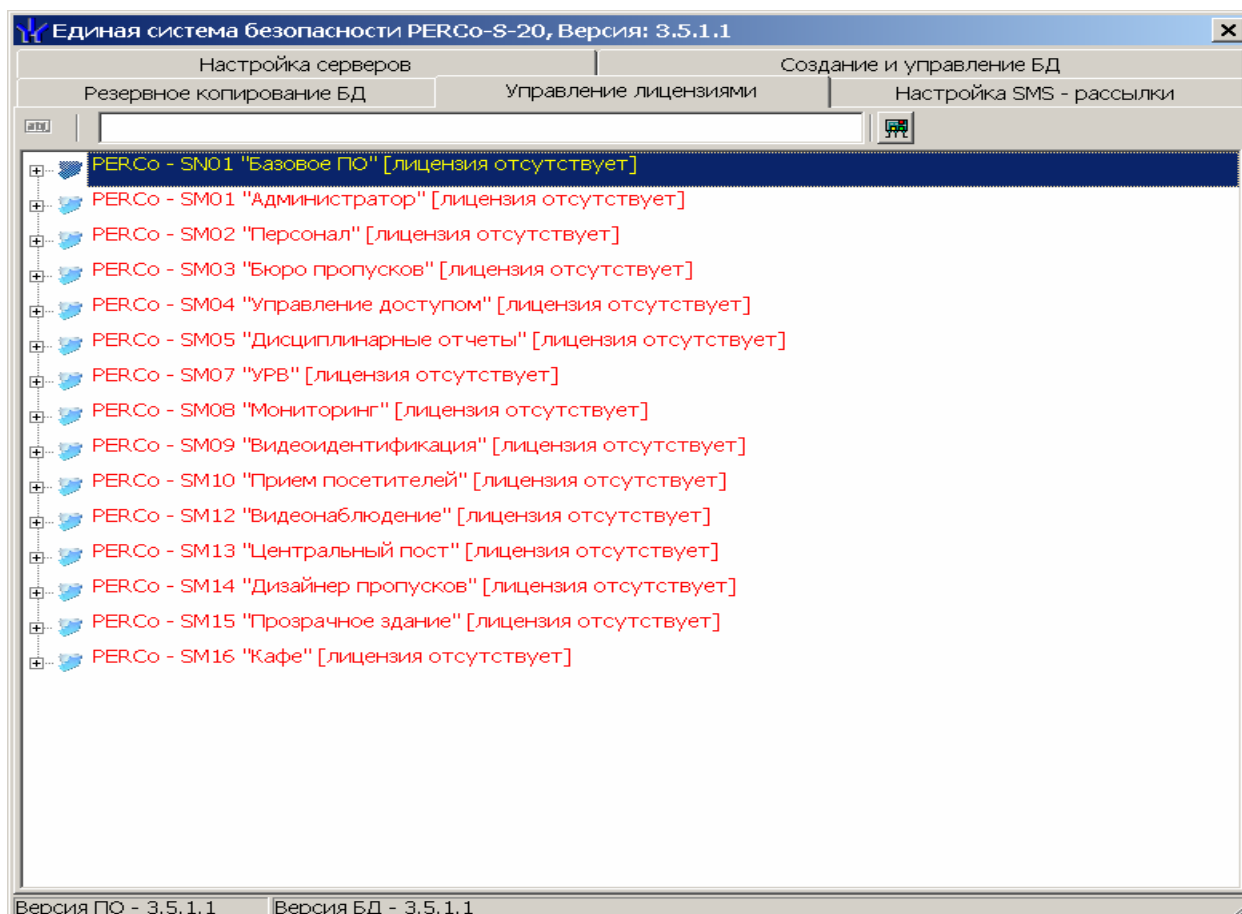 Единая система безопасности PERCo-S-20, Версия: 3.5.1.1
Настройка серверов
Создание и управление БД
Резервное копирование БД
Управление лицензиями
Настройка SMS - рассылки
PERCo - SN01 "Базовое ПО" [лицензия отсутствует]
PERCo - SM01 "Администратор" [лицензия отсутствует]
PERCo - SM02 "Персонал" [лицензия отсутствует]
PERCo - SM03 "Бюро пропусков" [лицензия отсутствует]
PERCo - SM04 "Управление доступом" [лицензия отсутствует]
PERCo - SM05 "Дисциплинарные отчеты" [лицензия отсутствует]
PERCo - SM07 "УРВ" [лицензия отсутствует]
PERCo - SM08 "Мониторинг" [лицензия отсутствует]
PERCo - SM09 "Видеоидентификация" [лицензия отсутствует]
PERCo - SM10 "Прием посетителей" [лицензия отсутствует]
PERCo - SM12 "Видеонаблюдение" [лицензия отсутствует]
PERCo - SM13 "Центральный пост" [лицензия отсутствует]
PERCo - SM14 "Дизайнер пропусков" [лицензия отсутствует]
PERCo - SM15 "Прозрачное здание" [лицензия отсутствует]
PERCo - SM16 "Кафе" [лицензия отсутствует]
Версия ПО - 3.5.1.1
Версия БД - 3.5.1.1